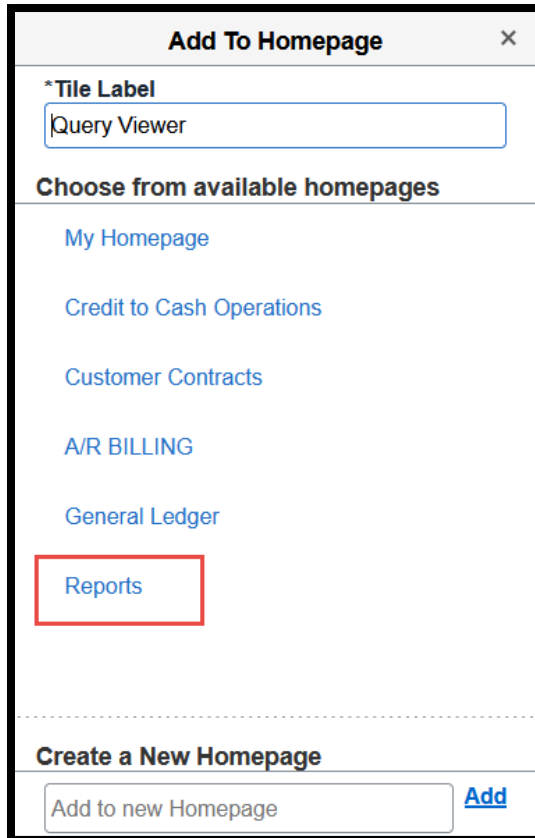 Add To Homepage ×
*Tile Label
Query Viewer
Choose from available homepages
My Homepage
Credit to Cash Operations
Customer Contracts
A/R BILLING
General Ledger
Reports
Create a New Homepage
Add to new Homepage Add